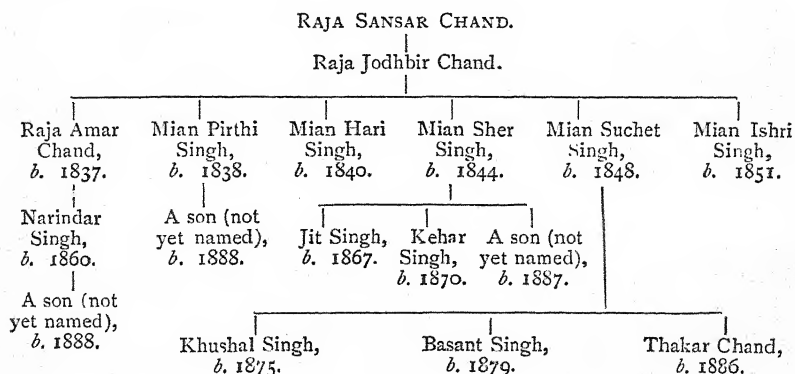 RAJA SANSAR CHAND.
Raja Jodhbir Chand.
Raja Amar
Chand,
b. 1837.
Mian Pirthi
Singh,
b. 1838.
Mian Hari
Singh,
b. 1840.
Mian Sher
Singh,
b. 1844.
Mian Suchet
Singh,
b. 1848.
Mian Ishri
Singh,
b. 1851.
Narindar
Singh,
b. 1860.
A son (not
yet named),
b. 1888.
Jit Singh,
b. 1867.
Kehar
Singh,
b. 1870.
A son (not
yet named),
b. 1887.
A son (not
yet named),
b. 1888.
Khushal Singh,
b. 1875.
Basant Singh,
b. 1879.
Thakar Chand,
b. 1886.